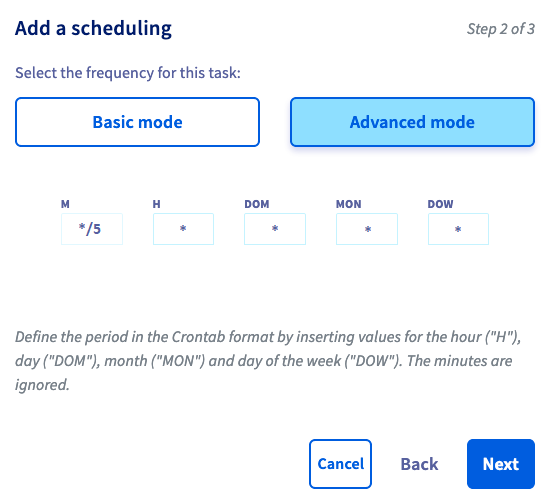 Add a scheduling
Step 2 of 3
Select the frequency for this task:
Basic mode
Advanced mode
M H DOM MON DOW
*/5 * * * *
Define the period in the Crontab format by inserting values for the hour ("H"),
day ("DOM"), month ("MON") and day of the week ("DOW"). The minutes are
ignored.
Cancel
Back
Next